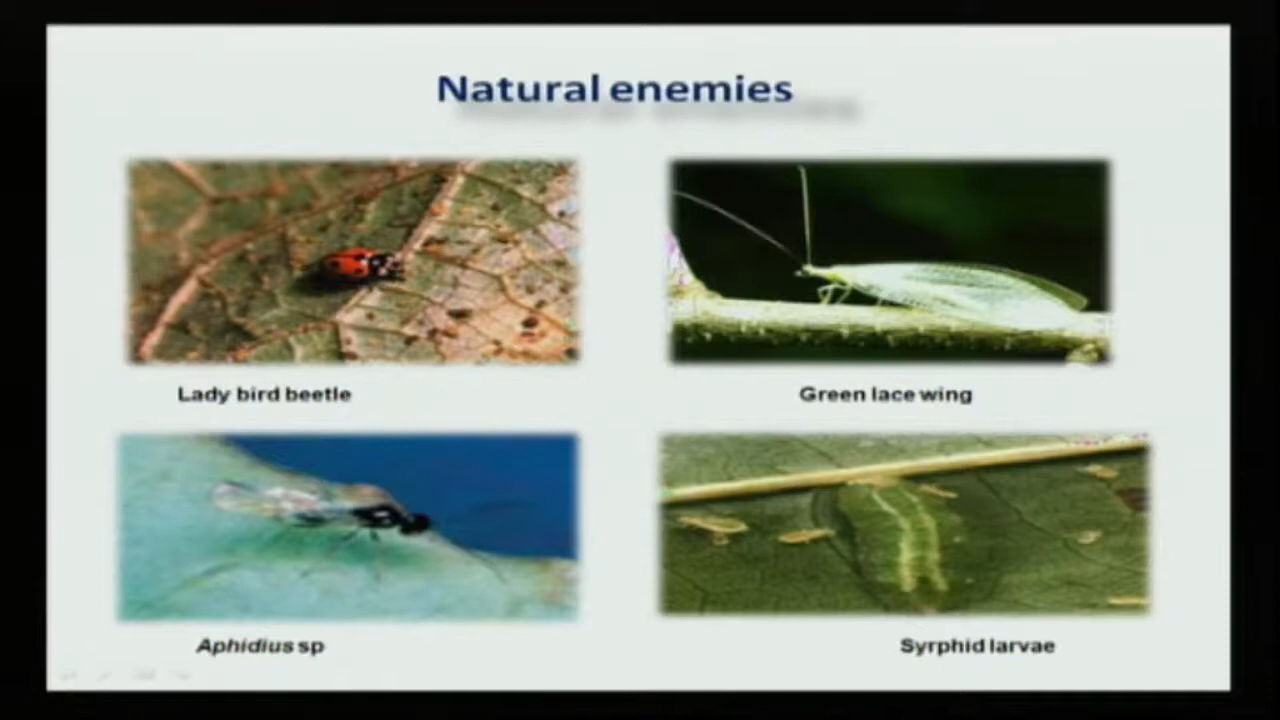 Natural enemies
Lady bird beetle
Green lace wing
Aphidius sp
Syrphid larvae